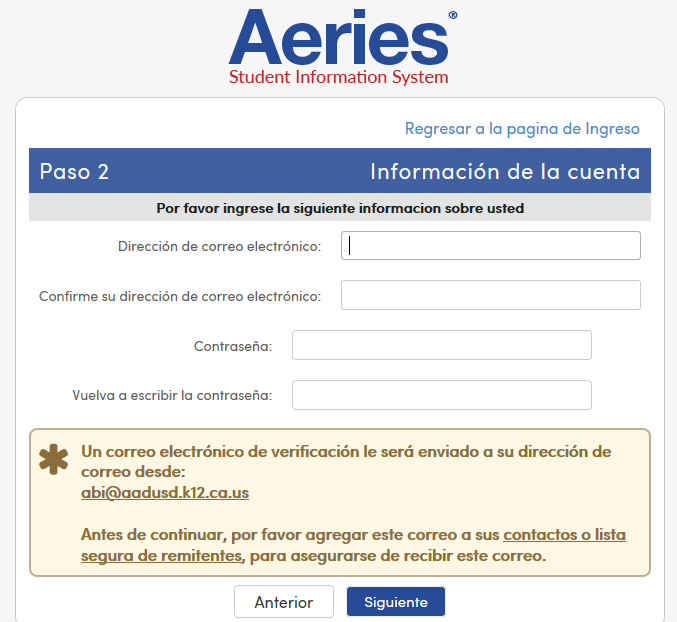 Aeries®
Student Information System
Regresar a la pagina de Ingreso
Paso 2 Información de la cuenta
Por favor ingrese la siguiente informacion sobre usted
Dirección de correo electrónico:
Confirme su dirección de correo electrónico:
Contraseña:
Vuelva a escribir la contraseña:
Un correo electrónico de verificación le será enviado a su dirección de
correo desde:
abi@aadusd.k12.ca.us
Antes de continuar, por favor agregar este correo a sus contactos o lista
segura de remitentes, para asegurarse de recibir este correo.
Anterior Siguiente